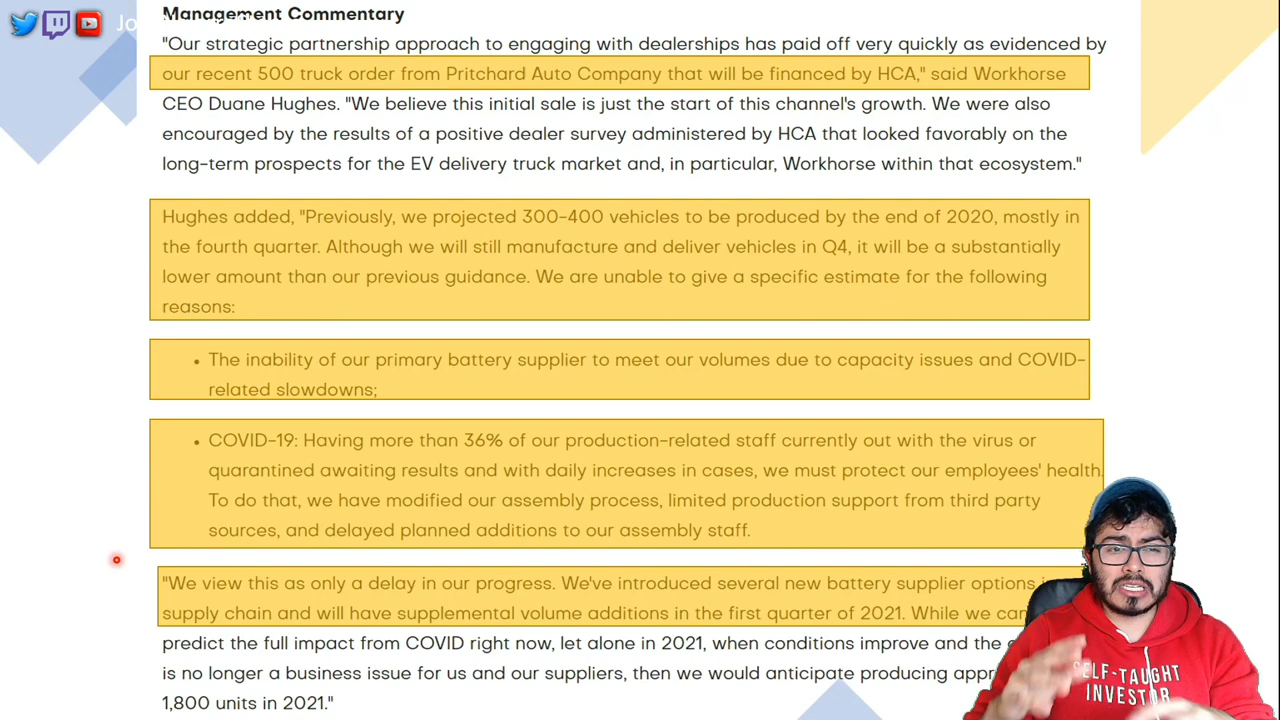 Management Commentary
Jo
"Our strategic partnership approach to engaging with dealerships has paid off very quickly as evidenced by
our recent 500 truck order from Pritchard Auto Company that will be financed by HCA," said Workhorse
CEO Duane Hughes. "We believe this initial sale is just the start of this channel's growth. We were also
encouraged by the results of a positive dealer survey administered by HCA that looked favorably on the
long-term prospects for the EV delivery truck market and, in particular, Workhorse within that ecosystem."
Hughes added, "Previously, we projected 300-400 vehicles to be produced by the end of 2020, mostly in
the fourth quarter. Although we will still manufacture and deliver vehicles in Q4, it will be a substantially
lower amount than our previous guidance. We are unable to give a specific estimate for the following
reasons:
• The inability of our primary battery supplier to meet our volumes due to capacity issues and COVID-
related slowdowns;
• COVID-19: Having more than 36% of our production-related staff currently out with the virus or
quarantined awaiting results and with daily increases in cases, we must protect our employees' health.
To do that, we have modified our assembly process, limited production support from third party
sources, and delayed planned additions to our assembly staff.
"We view this as only a delay in our progress. We've introduced several new battery supplier options
supply chain and will have supplemental volume additions in the first quarter of 2021. While we
predict the full impact from COVID right now, let alone in 2021, when conditions improve and the
is no longer a business issue for us and our suppliers, then we would anticipate producing
1,800 units in 2021."
SELF-TAUGHT
INVESTOR